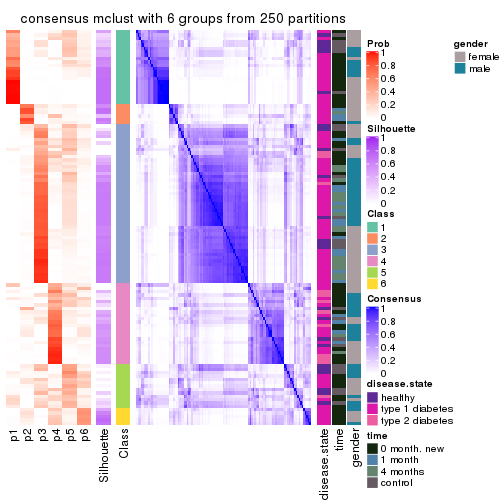 consensus mclust with 6 groups from 250 partitions
p1
p2
p3
p4
p5
p6
Silhouette
Class
disease.state
time
gender
Prob
1
0.8
0.6
0.4
0.2
0
Silhouette
1
0.8
0.6
0.4
0.2
0
Class
1
2
3
4
5
6
Consensus
1
0.8
0.6
0.4
0.2
0
disease.state
healthy
type 1 diabetes
type 2 diabetes
time
0 month. new
1 month
4 months
control
gender
female
male